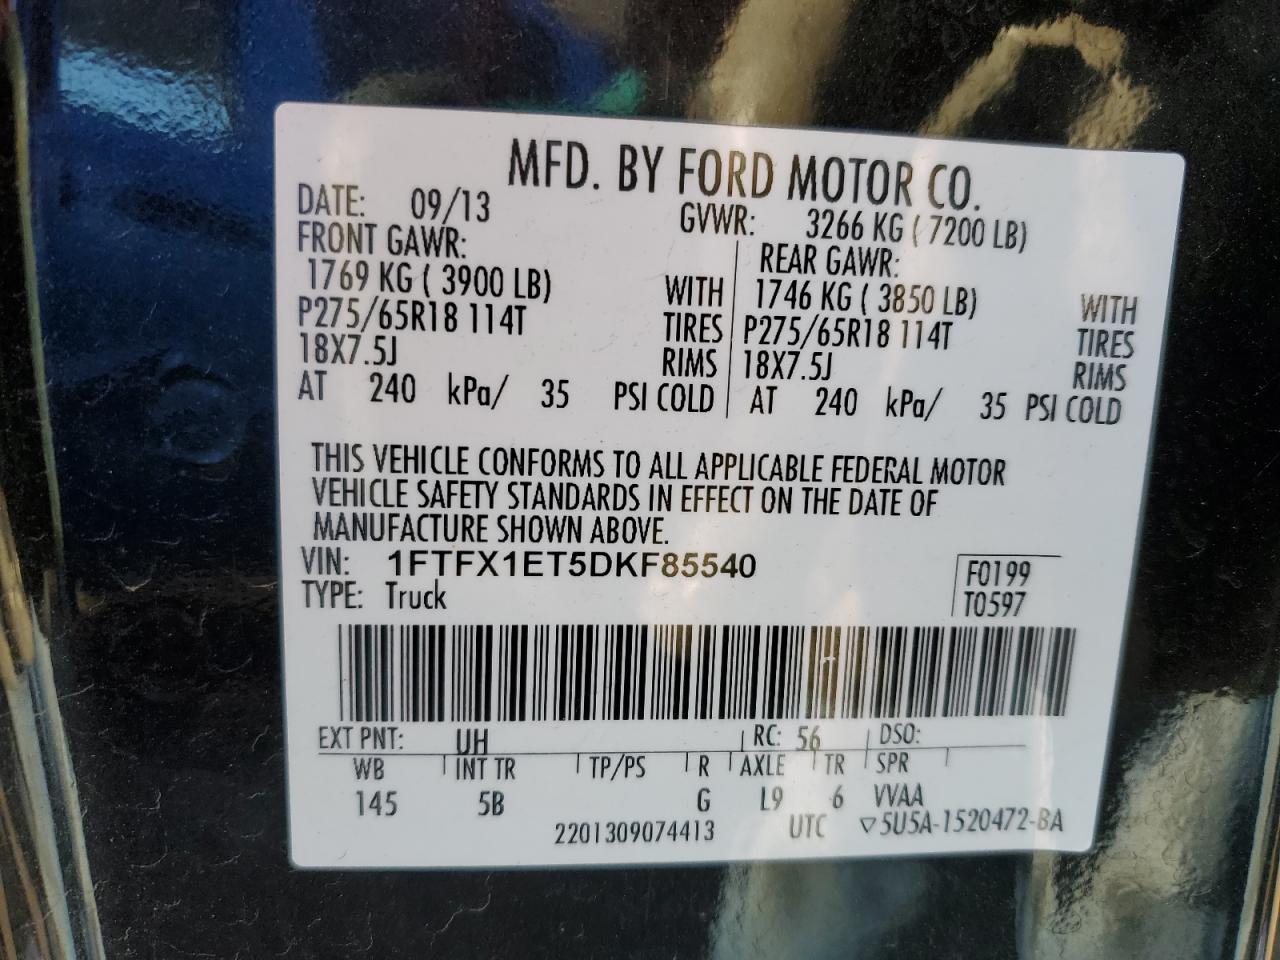 MFD. BY FORD MOTOR CO.
DATE: 09/13 GVWR: 3266 KG ( 7200 LB)
FRONT GAWR: REAR GAWR:
1769 KG ( 3900 LB) WITH 1746 KG ( 3850 LB) WITH
P275/65R18 114T TIRES P275/65R18 114T TIRES
18X7.5J RIMS 18X7.5J RIMS
AT 240 kPa/ 35 PSI COLD AT 240 kPa/ 35 PSI COLD
THIS VEHICLE CONFORMS TO ALL APPLICABLE FEDERAL MOTOR
VEHICLE SAFETY STANDARDS IN EFFECT ON THE DATE OF
MANUFACTURE SHOWN ABOVE.
VIN: 1FTFX1ET5DKF85540 F0199
TYPE: Truck T0597
EXT PNT: UH RC: 56 DSO:
WB INT TR TP/PS R AXLE TR SPR
145 5B G L9 6 VVAA
2201309074413 UTC ▽5U5A-1520472-BA